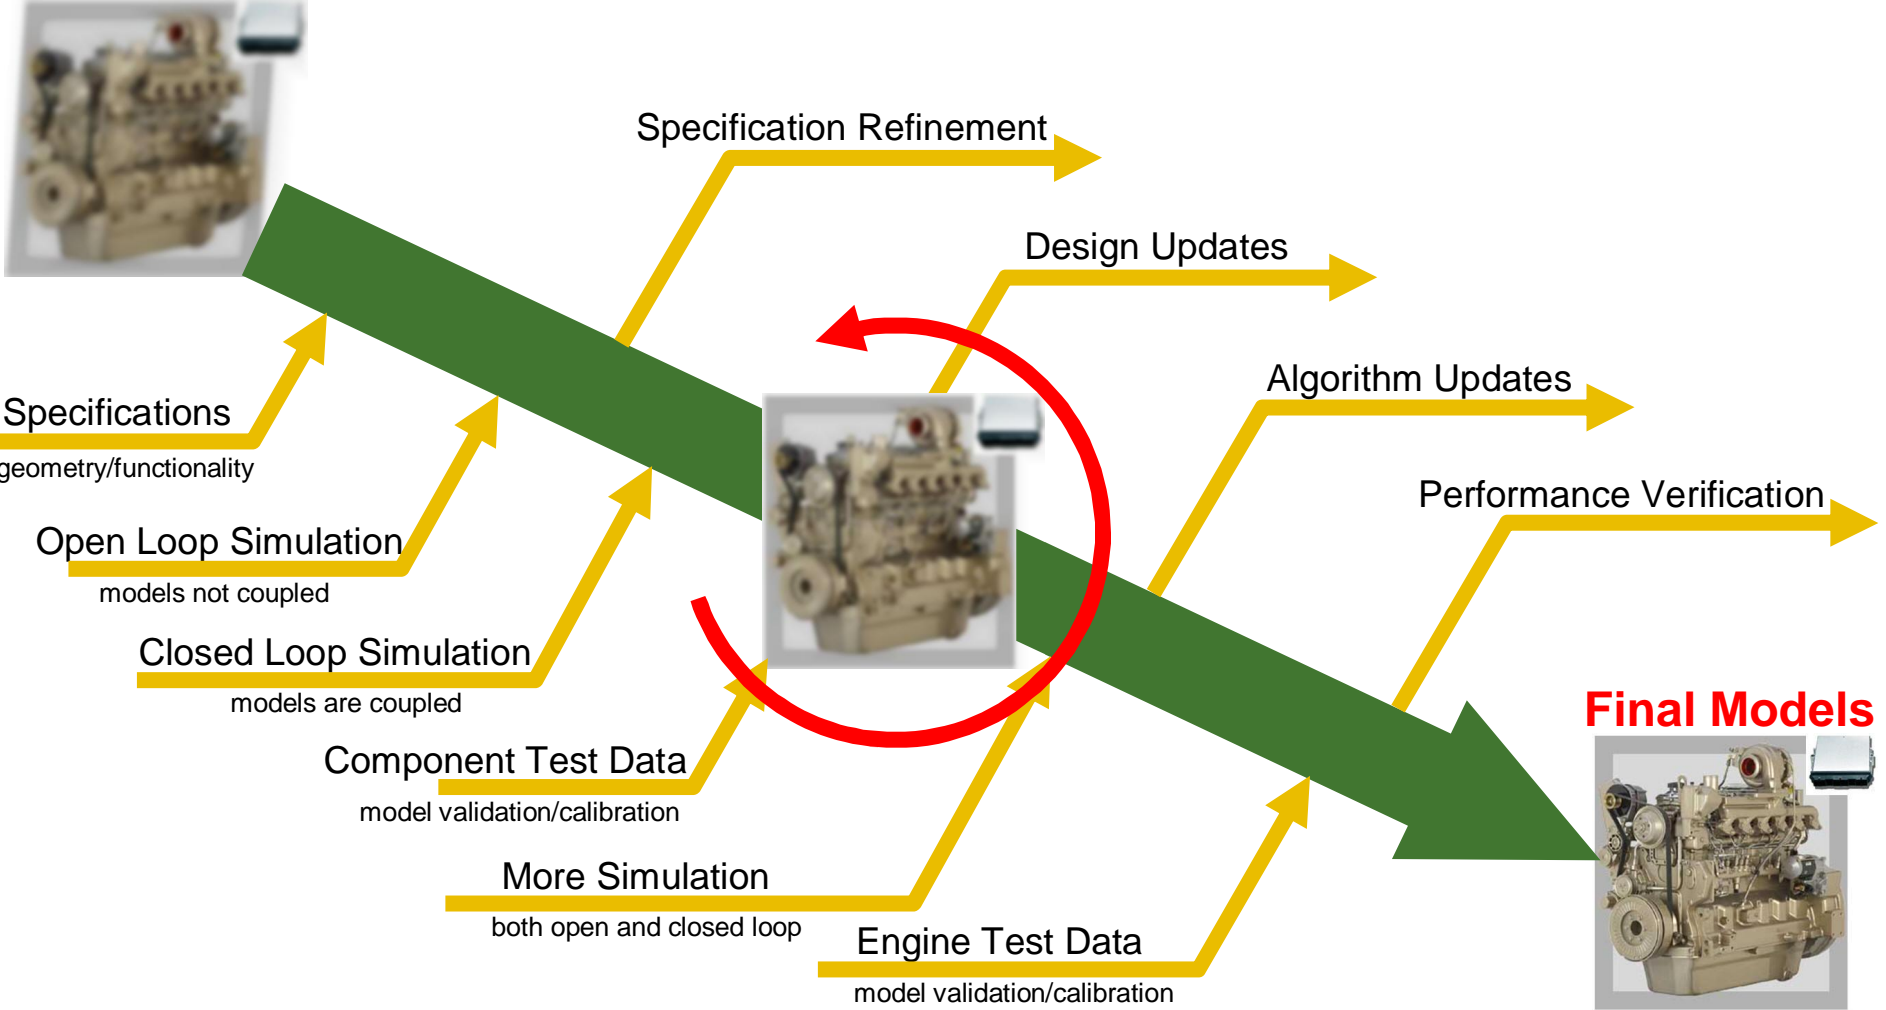 Specification Refinement
Design Updates
Algorithm Updates
Specifications
geometry/functionality
Performance Verification
Open Loop Simulation
models not coupled
Closed Loop Simulation
models are coupled
Final Models
Component Test Data
model validation/calibration
More Simulation
both open and closed loop
Engine Test Data
model validation/calibration